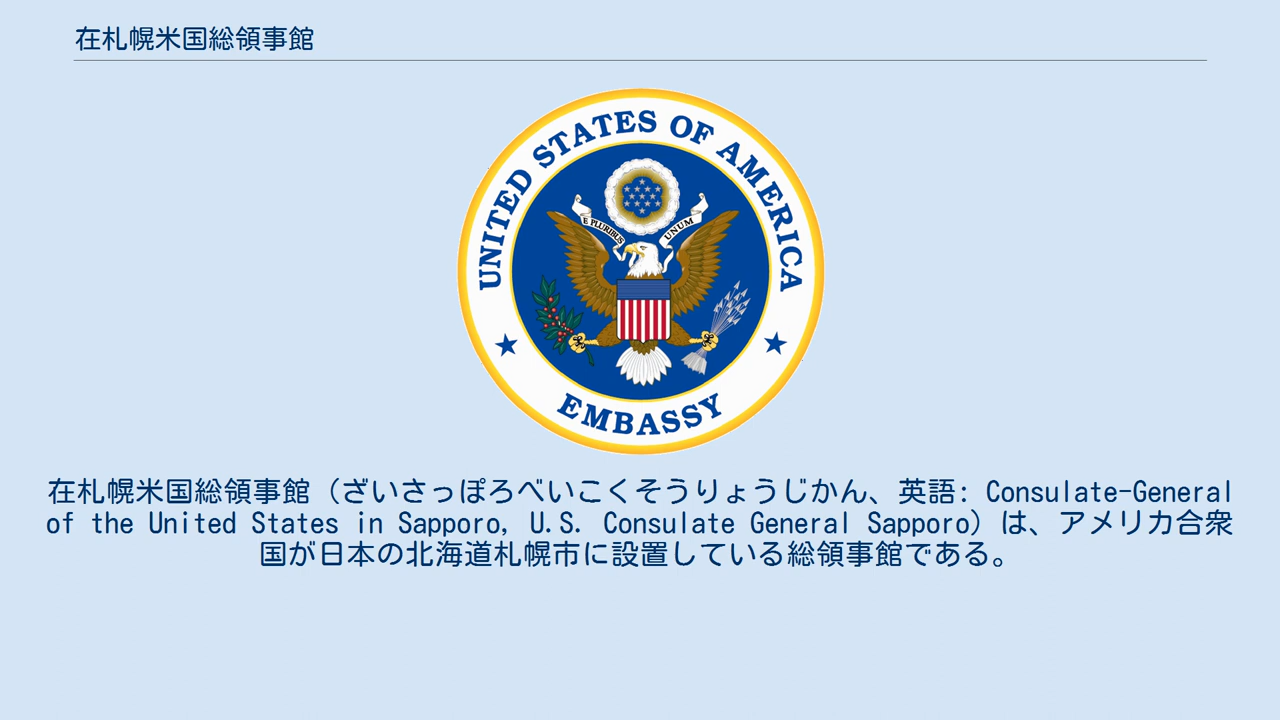 在札幌米国総領事館
UNITED STATES OF AMERICA
E PLURIBUS UNUM
EMBASSY
在札幌米国総領事館（ざいさっぽろべいこくそうりょうじかん、英語: Consulate-General
of the United States in Sapporo, U.S. Consulate General Sapporo）は、アメリカ合衆
国が日本の北海道札幌市に設置している総領事館である。